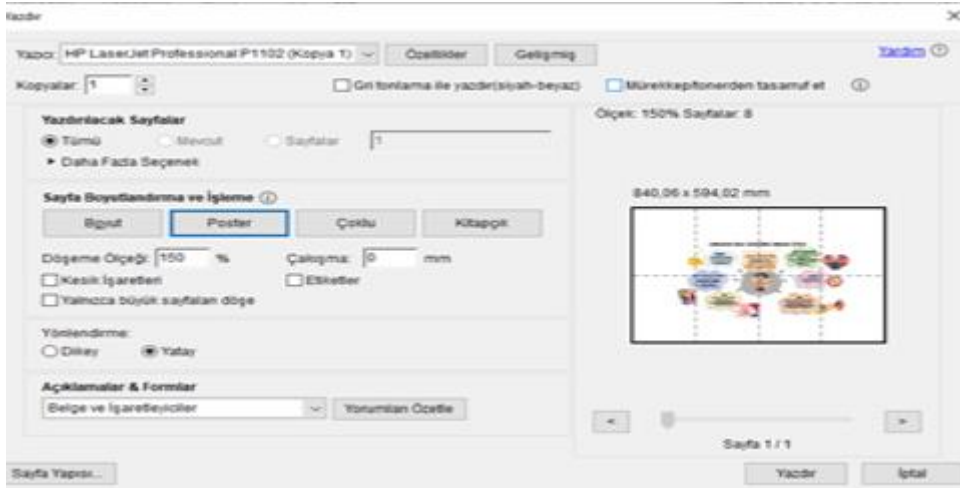 Yazdır
Yazıcı: HP LaserJet Professional P1102 (Kopya 1) Özellikler Gelişmiş Yardım
Kopyalar: 1 Gri tonlama ile yazdır(siyah-beyaz) Mürekkep/tonerden tasarruf et
Yazdırılacak Sayfalar
Tümü Mevcut Sayfalar 1
Daha Fazla Seçenek
Sayfa Boyutlandırma ve İşleme
Boyut Poster Çoklu Kitapçık
Döşeme Ölçeği: 150 % Çakışma: 0 mm
Kesik İşaretleri Etiketler
Yalnızca büyük sayfaları döşe
Yönlendirme:
Dikey Yatay
Açıklamalar & Formlar
Belge ve İşaretleyiciler Yorumları Özetle
Sayfa Yapısı...
Ölçek: 150% Sayfalar: 8
840,06 x 594,02 mm
< >
Sayfa 1 / 1
Yazdır İptal